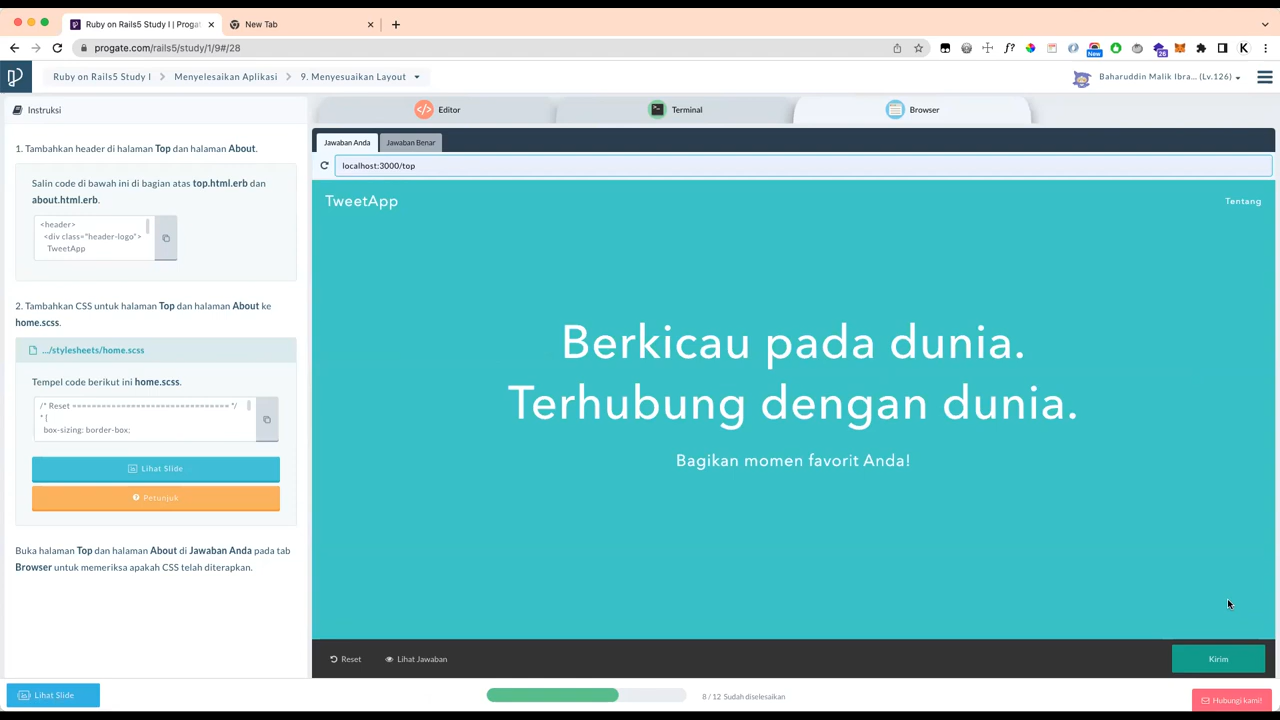 Ruby on Rails5 Study I | Progat
New Tab
progate.com/rails5/study/1/9#/28
New
26
K
Ruby on Rails5 Study I
Menyelesaikan Aplikasi
9. Menyesuaikan Layout
Baharuddin Malik Ibra... (Lv.126)
Instruksi
Editor
Terminal
Browser
Jawaban Anda
Jawaban Benar
localhost:3000/top
1. Tambahkan header di halaman Top dan halaman About.
Salin code di bawah ini di bagian atas top.html.erb dan
about.html.erb.
<header>
<div class="header-logo">
TweetApp
2. Tambahkan CSS untuk halaman Top dan halaman About ke
home.scss.
.../stylesheets/home.scss
Tempel code berikut ini home.scss.
/* Reset ================================ */
* {
box-sizing: border-box;
Lihat Slide
Petunjuk
Buka halaman Top dan halaman About di Jawaban Anda pada tab
Browser untuk memeriksa apakah CSS telah diterapkan.
TweetApp
Tentang
Berkicau pada dunia.
Terhubung dengan dunia.
Bagikan momen favorit Anda!
Reset
Lihat Jawaban
Kirim
Lihat Slide
8 / 12 Sudah diselesaikan
Hubungi kami!